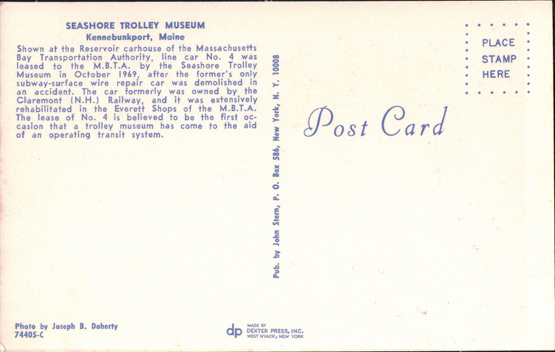 SEASHORE TROLLEY MUSEUM
Kennebunkport, Maine
Shown at the Reservoir carhouse of the Massachusetts
Bay Transportation Authority, line car No. 4 was
leased to the M.B.T.A. by the Seashore Trolley
Museum in October 1969, after the former's only
subway-surface wire repair car was demolished in
an accident. The car formerly was owned by the
Claremont (N.H.) Railway, and it was extensively
rehabilitated in the Everett Shops of the M.B.T.A.
The lease of No. 4 is believed to be the first oc-
casion that a trolley museum has come to the aid
of an operating transit system.
Photo by Joseph B. Doherty
74405-C
Pub. by John Stern, P. O. Box 586, New York, N. Y. 10008
dp
MADE BY
DEXTER PRESS, INC.
WEST NYACK, NEW YORK
Post Card
PLACE
STAMP
HERE